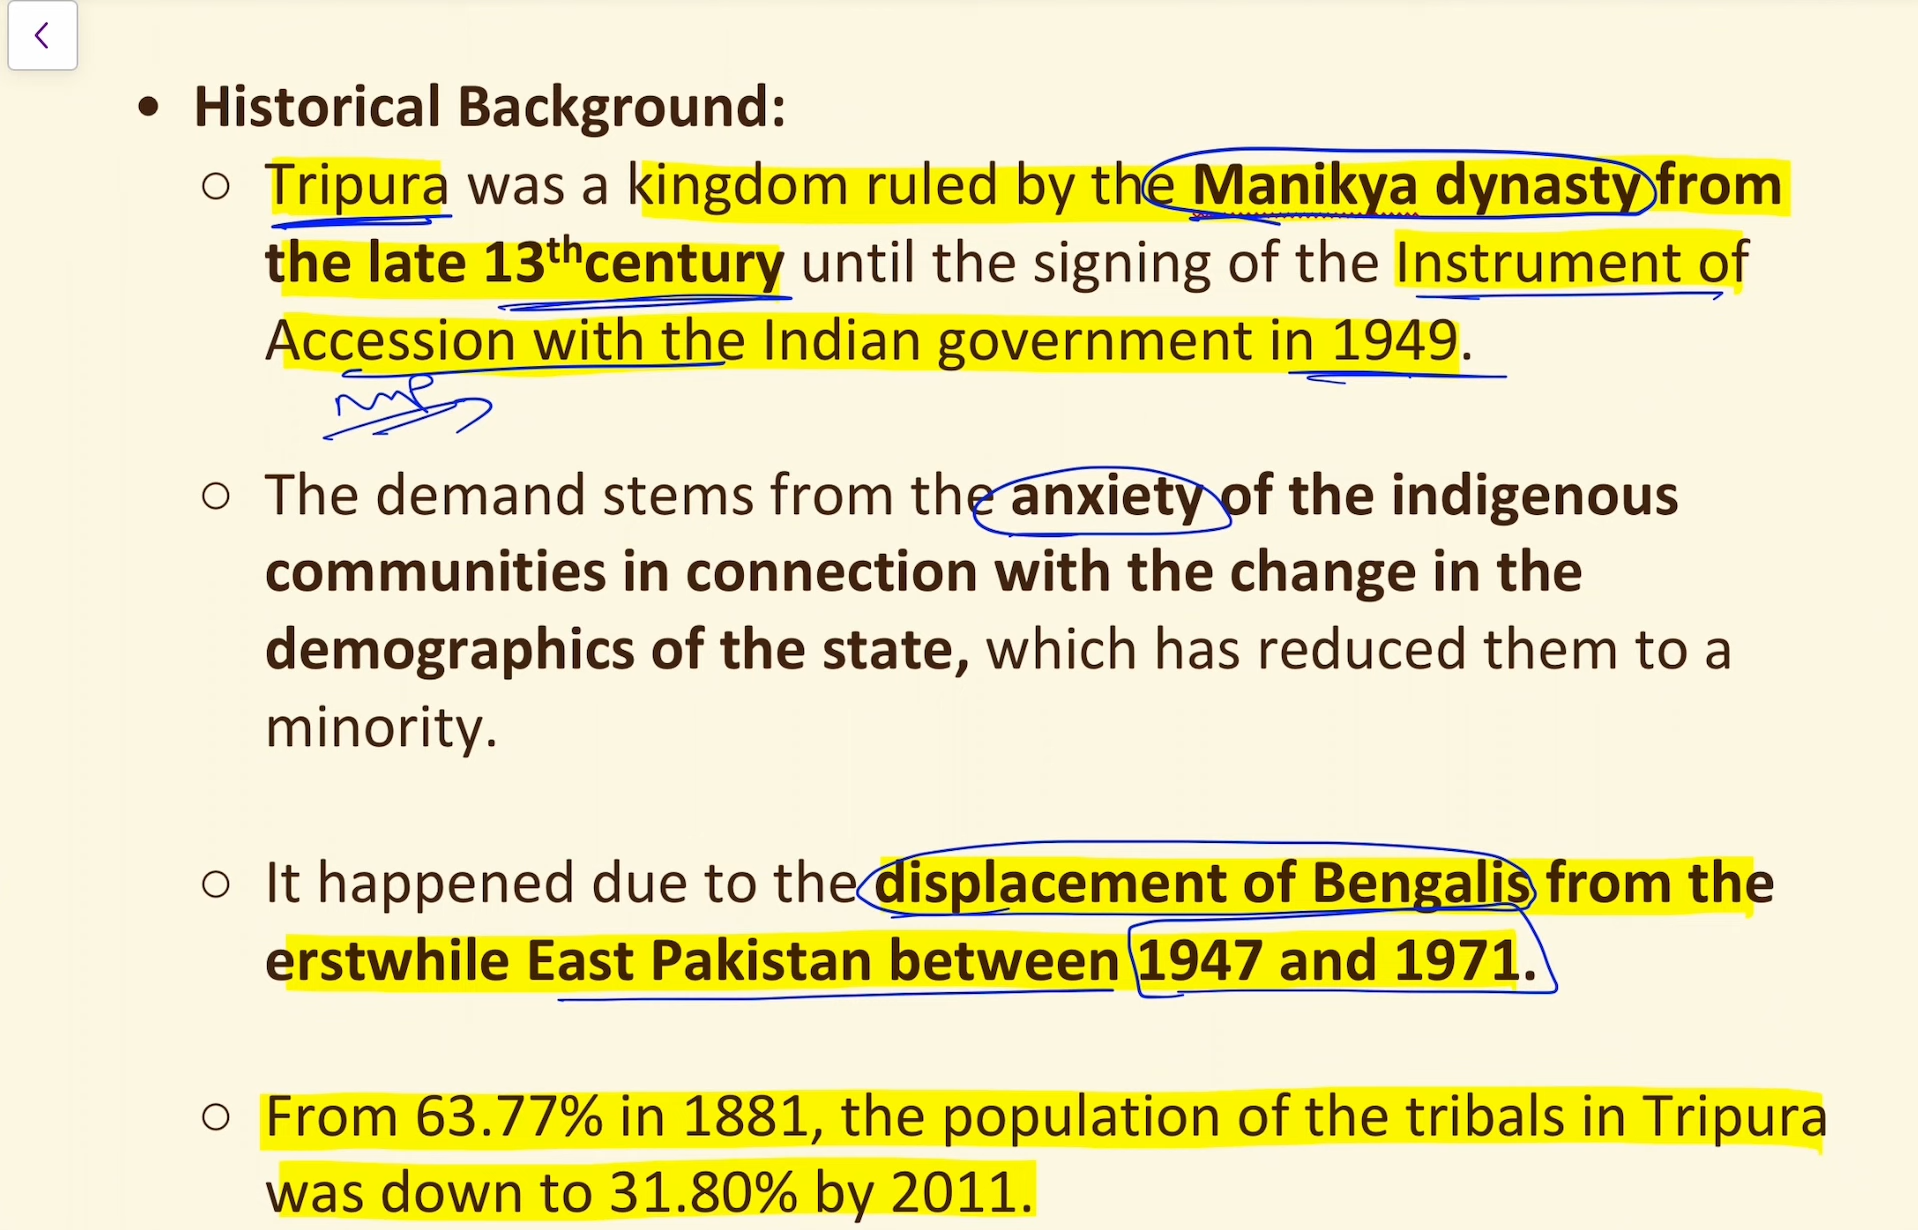 • Historical Background:
○ Tripura was a kingdom ruled by the Manikya dynasty from
the late 13thcentury until the signing of the Instrument of
Accession with the Indian government in 1949.
○ The demand stems from the anxiety of the indigenous
communities in connection with the change in the
demographics of the state, which has reduced them to a
minority.
○ It happened due to the displacement of Bengalis from the
erstwhile East Pakistan between 1947 and 1971.
○ From 63.77% in 1881, the population of the tribals in Tripura
was down to 31.80% by 2011.